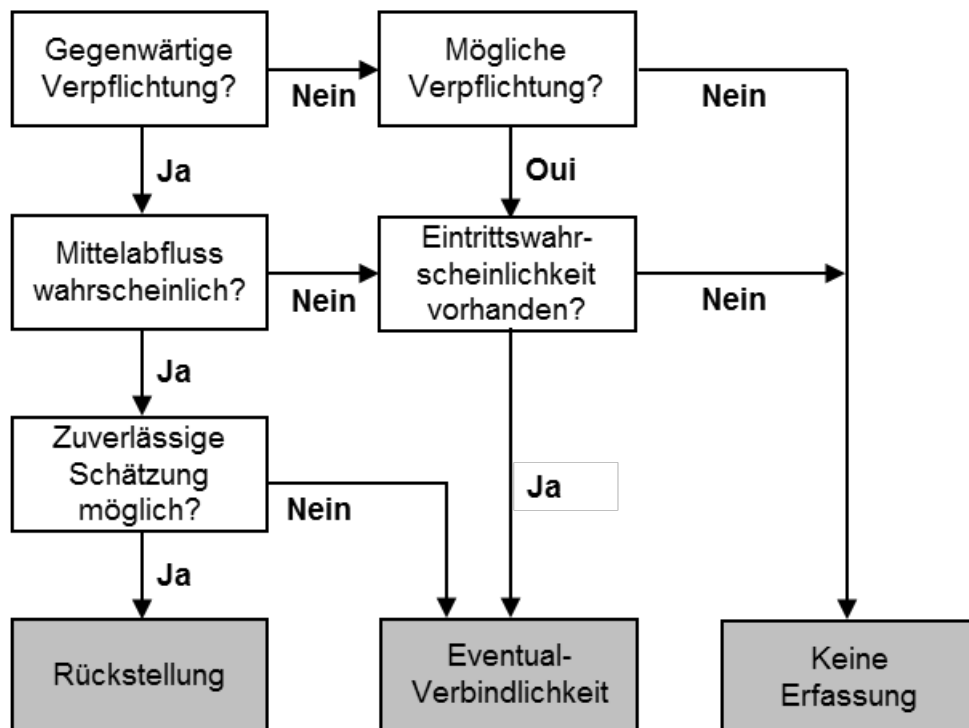 Gegenwärtige
Verpflichtung?
Nein
Mögliche
Verpflichtung?
Nein
Ja
Oui
Mittelabfluss
wahrscheinlich?
Nein
Eintrittswahr-
scheinlichkeit
vorhanden?
Nein
Ja
Zuverlässige
Schätzung
möglich?
Nein
Ja
Ja
Rückstellung
Eventual-
Verbindlichkeit
Keine
Erfassung